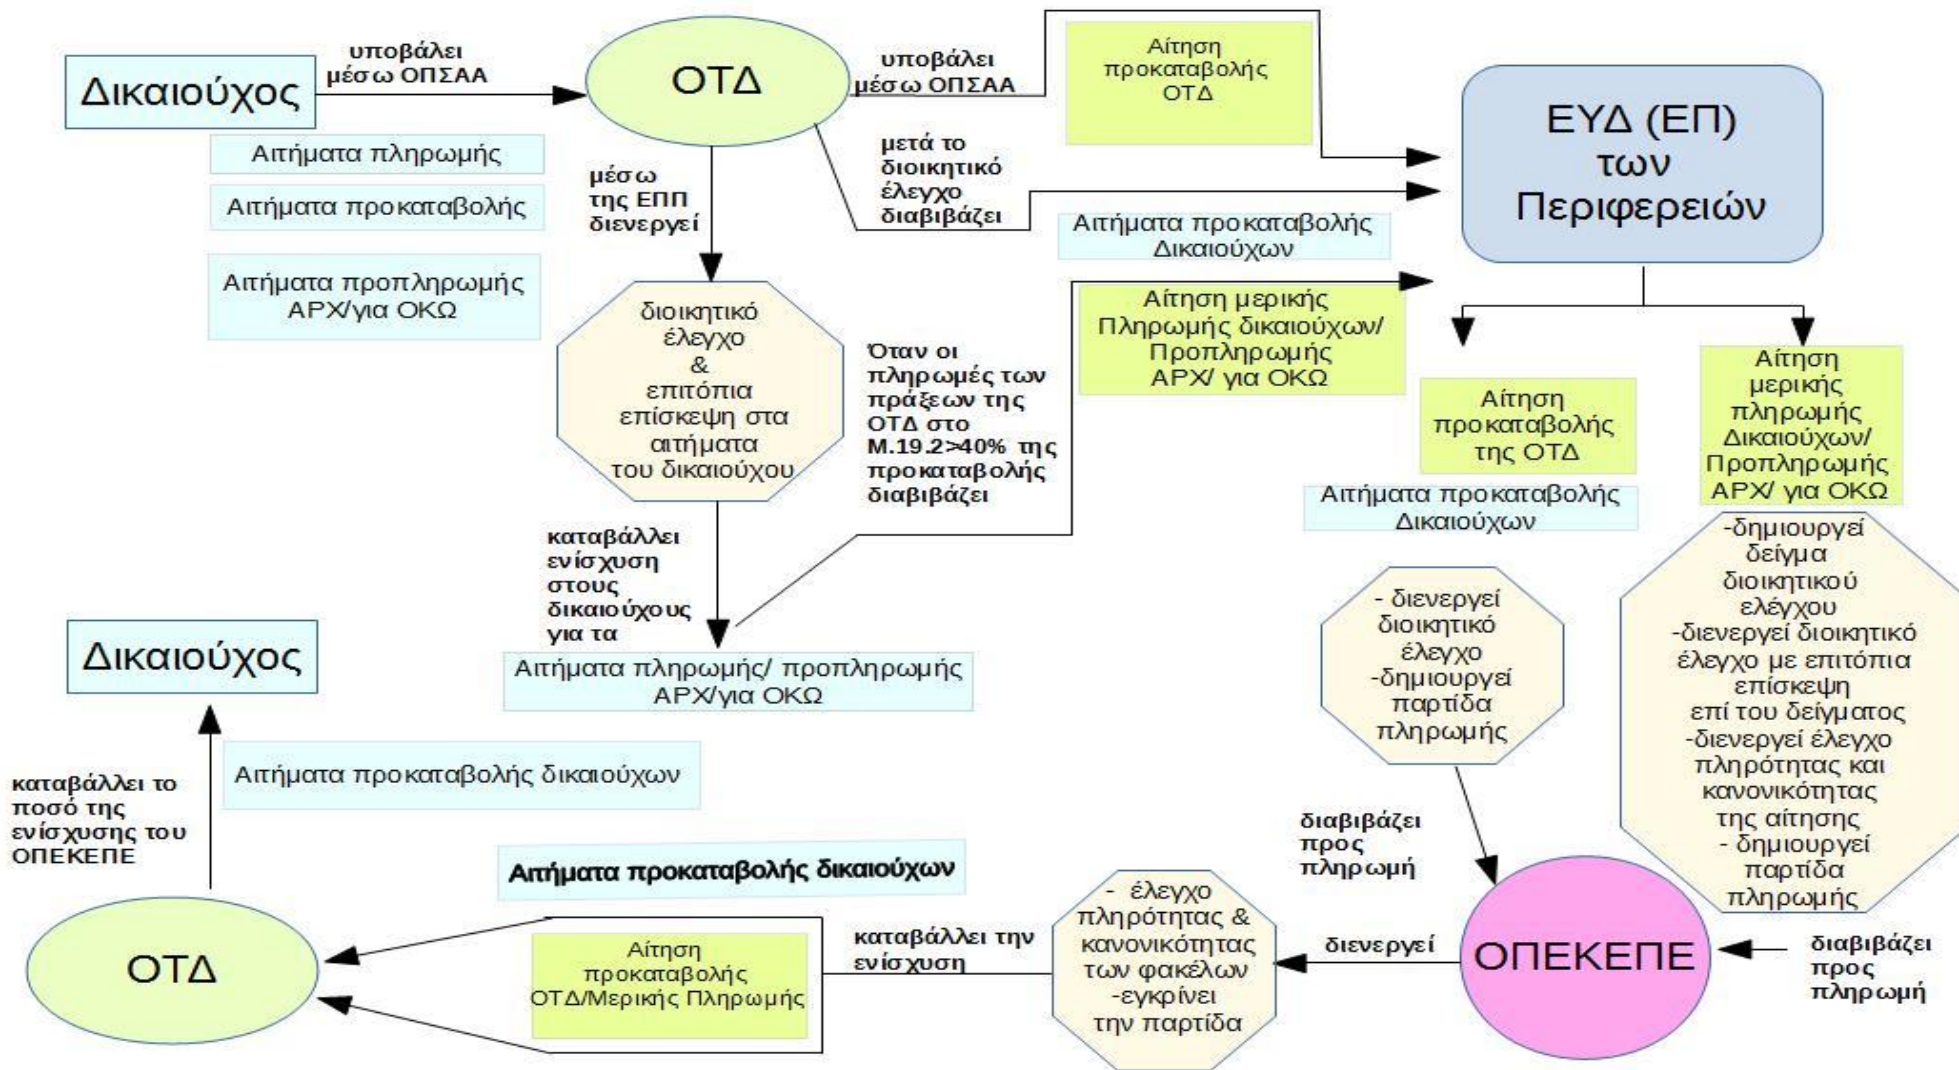 Δικαιούχος
υποβάλει
μέσω ΟΠΣΑΑ
Αιτήματα πληρωμής
Αιτήματα προκαταβολής
Αιτήματα προπληρωμής
ΑΡΧ/για ΟΚΩ
ΟΤΔ
υποβάλει
μέσω ΟΠΣΑΑ
Αίτηση
προκαταβολής
ΟΤΔ
μετά το
διοικητικό
έλεγχο
διαβιβάζει
Αιτήματα προκαταβολής
Δικαιούχων
ΕΥΔ (ΕΠ)
των
Περιφερειών
μέσω
της ΕΠΠ
διενεργεί
διοικητικό
έλεγχο
&
επιτόπια
επίσκεψη στα
αιτήματα
του δικαιούχου
Όταν οι
πληρωμές των
πράξεων της
ΟΤΔ στο
Μ.19.2>40% της
προκαταβολής
διαβιβάζει
Αίτηση μερικής
Πληρωμής δικαιούχων/
Προπληρωμής
ΑΡΧ/ για ΟΚΩ
Αίτηση
προκαταβολής
της ΟΤΔ
Αιτήματα προκαταβολής
Δικαιούχων
Αίτηση
μερικής
πληρωμής
Δικαιούχων/
Προπληρωμής
ΑΡΧ/ για ΟΚΩ
καταβάλλει
ενίσχυση
στους
δικαιούχους
για τα
Αιτήματα πληρωμής/ προπληρωμής
ΑΡΧ/για ΟΚΩ
- διενεργεί
διοικητικό
έλεγχο
-δημιουργεί
παρτίδα
πληρωμής
-δημιουργεί
δείγμα
διοικητικού
ελέγχου
-διενεργεί διοικητικό
έλεγχο με επιτόπια
επίσκεψη
επί του δείγματος
-διενεργεί έλεγχο
πληρότητας και
κανονικότητας
της αίτησης
- δημιουργεί
παρτίδα
πληρωμής
διαβιβάζει
προς
πληρωμή
διαβιβάζει
προς
πληρωμή
ΟΠΕΚΕΠΕ
διενεργεί
- έλεγχο
πληρότητας &
κανονικότητας
των φακέλων
-εγκρίνει
την παρτίδα
καταβάλλει την
ενίσχυση
Αιτήματα προκαταβολής δικαιούχων
Αίτηση
προκαταβολής
ΟΤΔ/Μερικής Πληρωμής
ΟΤΔ
καταβάλλει το
ποσό της
ενίσχυσης του
ΟΠΕΚΕΠΕ
Αιτήματα προκαταβολής δικαιούχων
Δικαιούχος